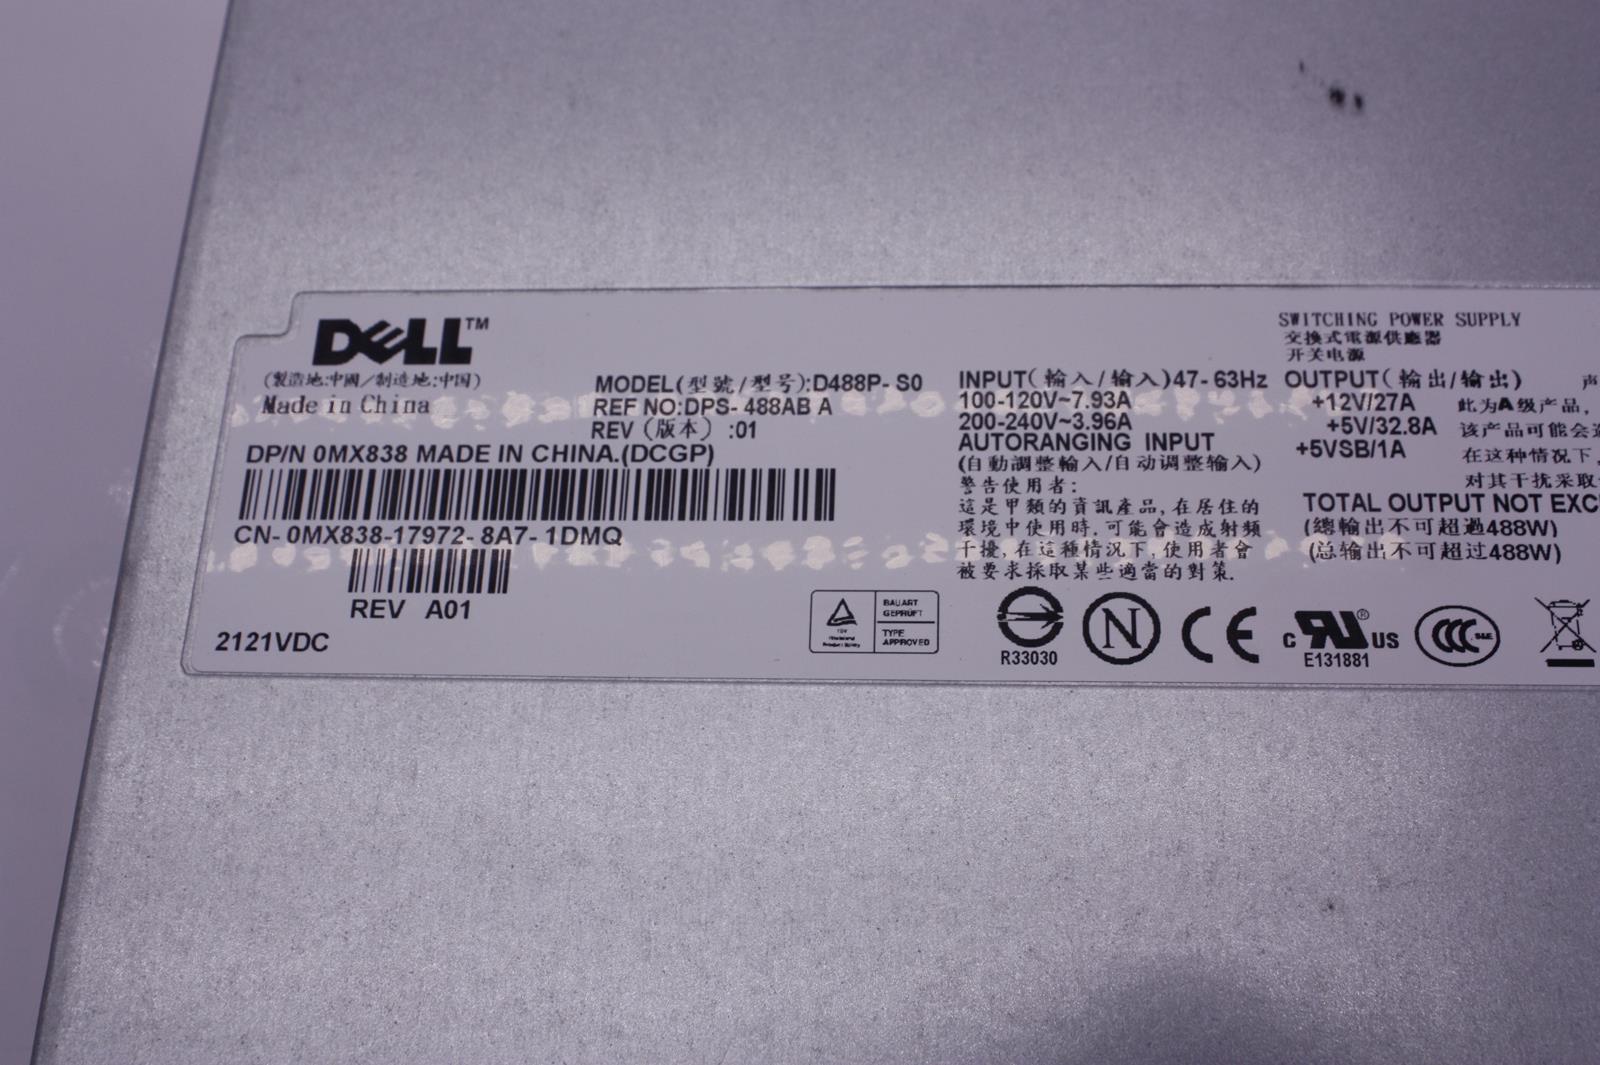 DELL™
(製造地:中國/制造地:中国)
Made in China
MODEL(型號/型号):D488P-S0
REF NO:DPS-488AB A
REV (版本) :01
DP/N 0MX838 MADE IN CHINA.(DCGP)
CN-0MX838-17972-8A7-1DMQ
REV A01
2121VDC
INPUT(輸入/输入)47-63Hz
100-120V~7.93A
200-240V~3.96A
AUTORANGING INPUT
(自動調整輸入/自动调整输入)
警告使用者:
這是甲類的資訊產品,在居住的
環境中使用時,可能會造成射頻
干擾,在這種情況下,使用者會
被要求採取某些適當的對策.
SWITCHING POWER SUPPLY
交換式電源供應器
开关电源
OUTPUT(輸出/输出)
+12V/27A
+5V/32.8A
+5VSB/1A
声
此为A级产品,
该产品可能会造
在这种情况下,
对其干扰采取
TOTAL OUTPUT NOT EXC
(總輸出不可超過488W)
(总输出不可超过488W)
BAUART
GEPRÜFT
TYPE
APPROVED
R33030
N
CE
c RU US
®
E131881
CCC S&E